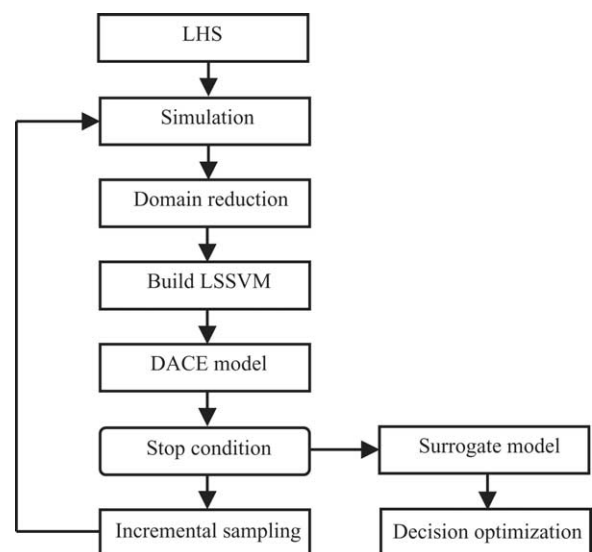 LHS
Simulation
Domain reduction
Build LSSVM
DACE model
Stop condition
Surrogate model
Incremental sampling
Decision optimization